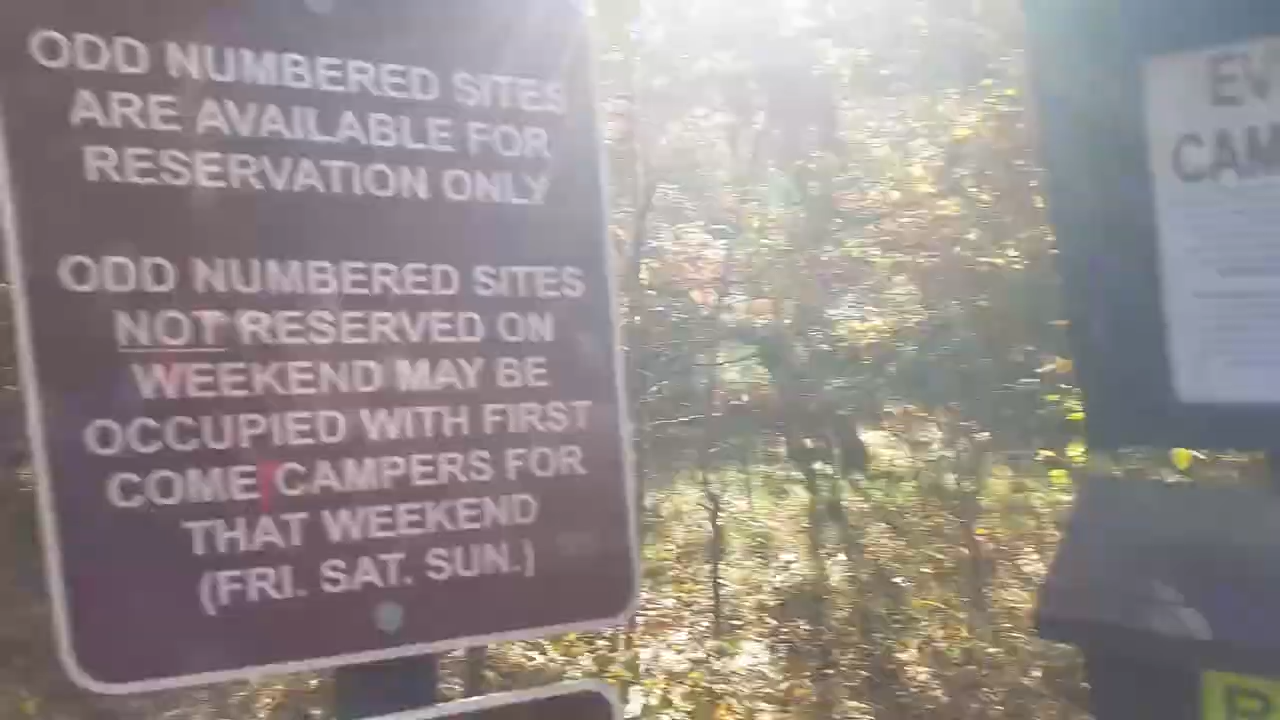 ODD NUMBERED SITES
ARE AVAILABLE FOR
RESERVATION ONLY
ODD NUMBERED SITES
NOT RESERVED ON
WEEKEND MAY BE
OCCUPIED WITH FIRST
COME CAMPERS FOR
THAT WEEKEND
(FRI. SAT. SUN.)